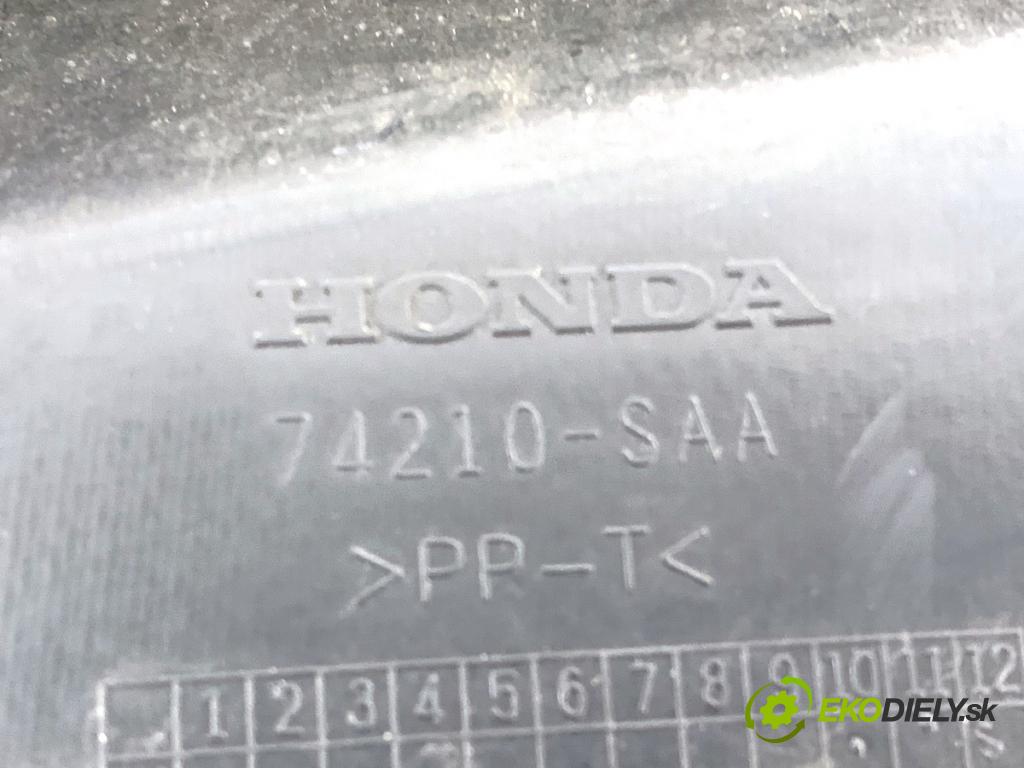 HONDA
74210-SAA
>PP-T<
1 2 3 4 5 6 7 8 9 10 11 12
EKODIELY.sk